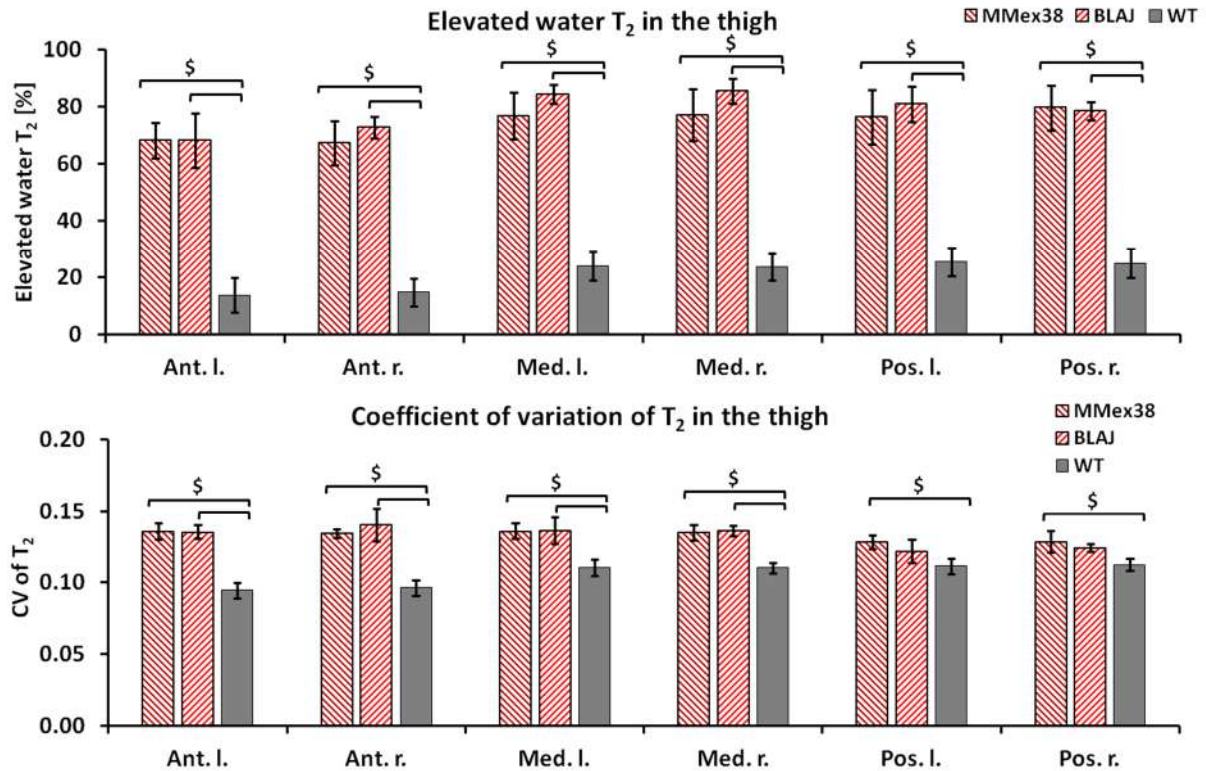 Elevated water T₂ in the thigh
MMex38 BLAJ WT
Elevated water T₂ [%]
100
80
60
40
20
0
$ $ $ $ $ $
Ant. l. Ant. r. Med. l. Med. r. Pos. l. Pos. r.
Coefficient of variation of T₂ in the thigh
MMex38
BLAJ
WT
CV of T₂
0.20
0.15
0.10
0.05
0.00
$ $ $ $ $ $
Ant. l. Ant. r. Med. l. Med. r. Pos. l. Pos. r.